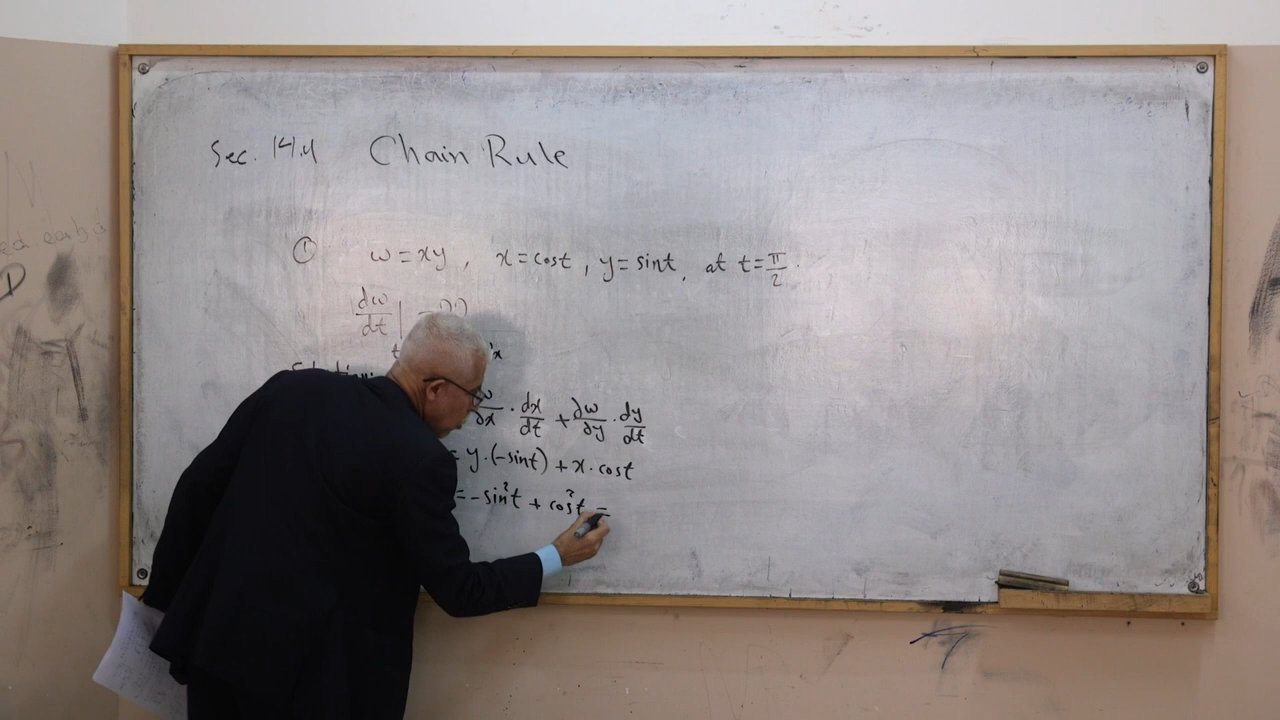 Sec. 14.4 Chain Rule
① w = xy, x = cost, y = sint, at t = π/2.
dw/dt | = ??
t
Solution:
∂w/∂x · dx/dt + ∂w/∂y · dy/dt
= y·(-sint) + x·cost
= -sin²t + cos²t =